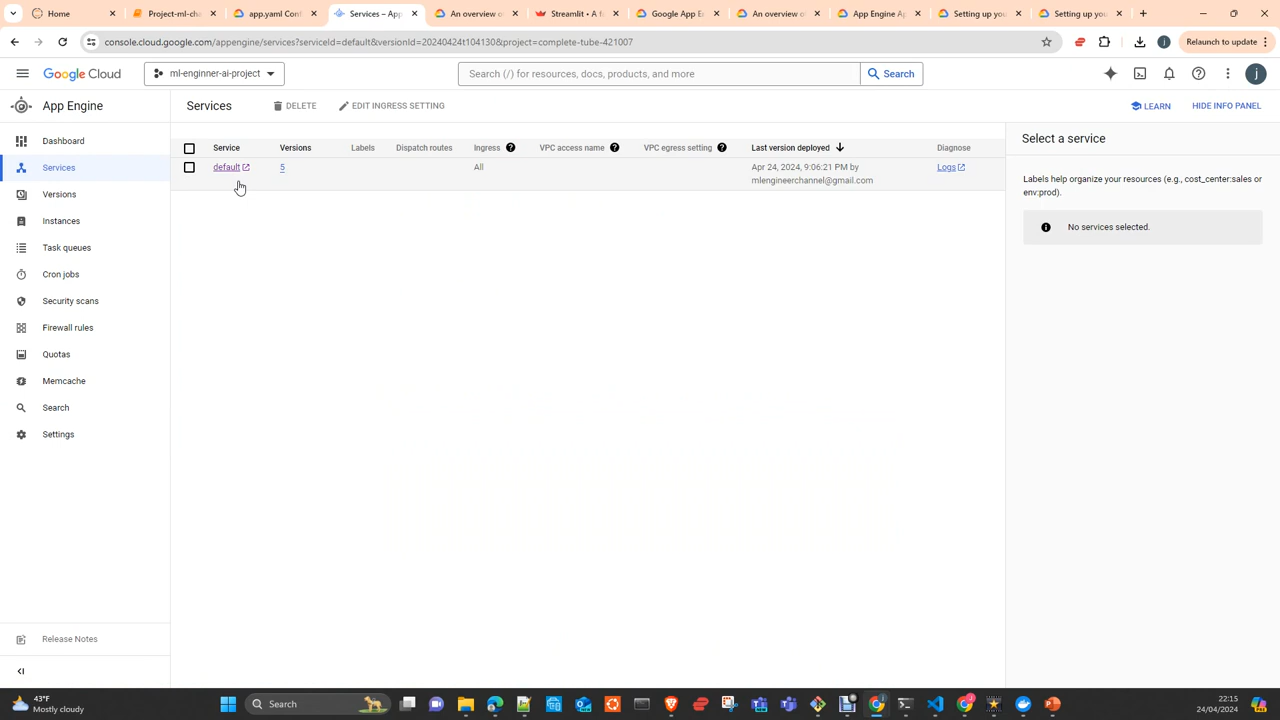 Home
Project-ml-ch
app.yaml Conf
Services – App
An overview o
Streamlit • A f
Google App E
An overview o
App Engine A
Setting up you
Setting up you
console.cloud.google.com/appengine/services?serviceId=default&versionId=20240424t104130&project=complete-tube-421007
Relaunch to update
Google Cloud
ml-enginner-ai-project
Search (/) for resources, docs, products, and more
Search
j
App Engine
Services
DELETE
EDIT INGRESS SETTING
LEARN
HIDE INFO PANEL
Dashboard
Services
Versions
Instances
Task queues
Cron jobs
Security scans
Firewall rules
Quotas
Memcache
Search
Settings
Release Notes
Service Versions Labels Dispatch routes Ingress VPC access name VPC egress setting Last version deployed Diagnose
default 5 All Apr 24, 2024, 9:06:21 PM by Logs
mlengineerchannel@gmail.com
Select a service
Labels help organize your resources (e.g., cost_center:sales or
env:prod).
No services selected.
43°F
Mostly cloudy
Search
22:15
24/04/2024